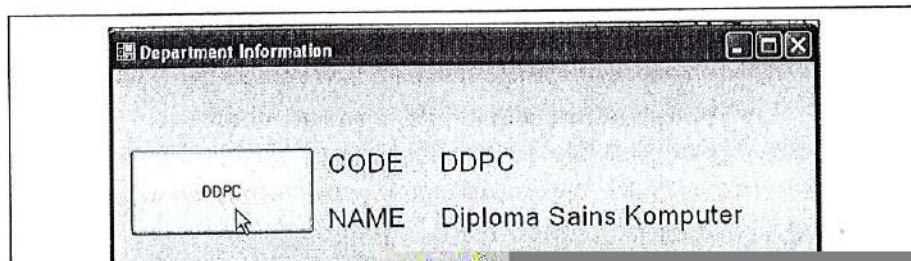 Department Information
CODE DDPC
DDPC
NAME Diploma Sains Komputer